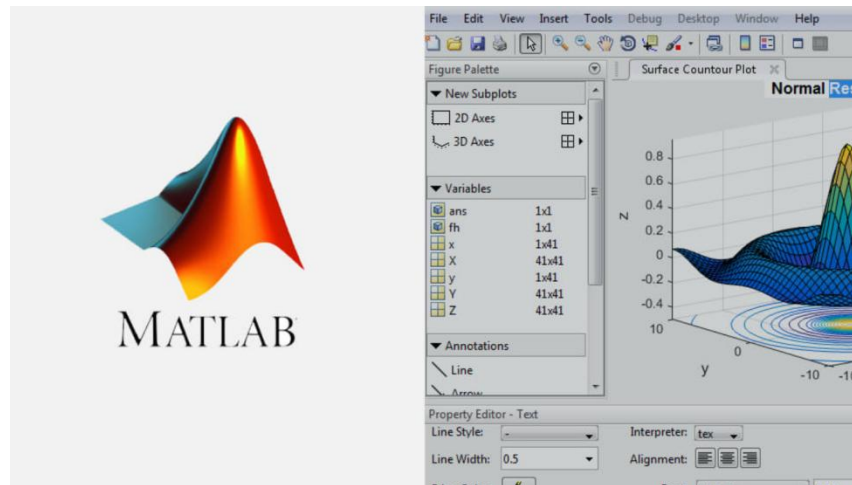 MATLAB
File Edit View Insert Tools Debug Desktop Window Help
Figure Palette
Surface Countour Plot
Normal Res
New Subplots
2D Axes
3D Axes
Variables
ans 1x1
fh 1x1
x 1x41
X 41x41
y 1x41
Y 41x41
Z 41x41
Annotations
Line
Arrow
z
0.8
0.6
0.4
0.2
0
-0.2
-0.4
10
0
-10
-1
y
Property Editor - Text
Line Style: -
Interpreter: tex
Line Width: 0.5
Alignment: